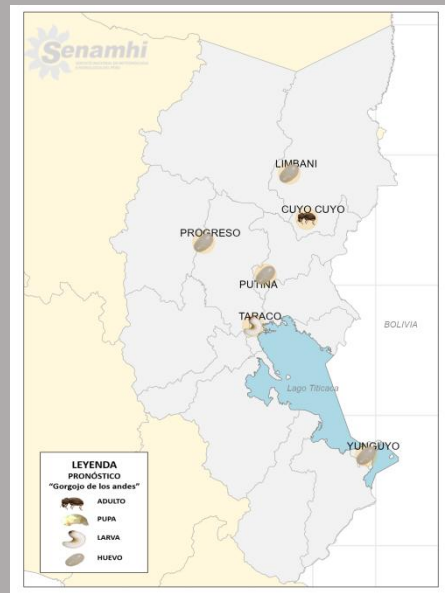 Senamhi
LIMBANI
CUYO CUYO
PROGRESO
PUTINA
TARACO
BOLIVIA
Lago Titicaca
YUNGUYO
LEYENDA
PRONÓSTICO
"Gorgojo de los andes"
ADULTO
PUPA
LARVA
HUEVO